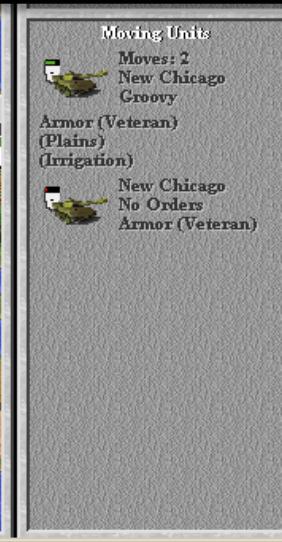 Moving Units
Moves: 2
New Chicago
Groovy
Armor (Veteran)
(Plains)
(Irrigation)
New Chicago
No Orders
Armor (Veteran)